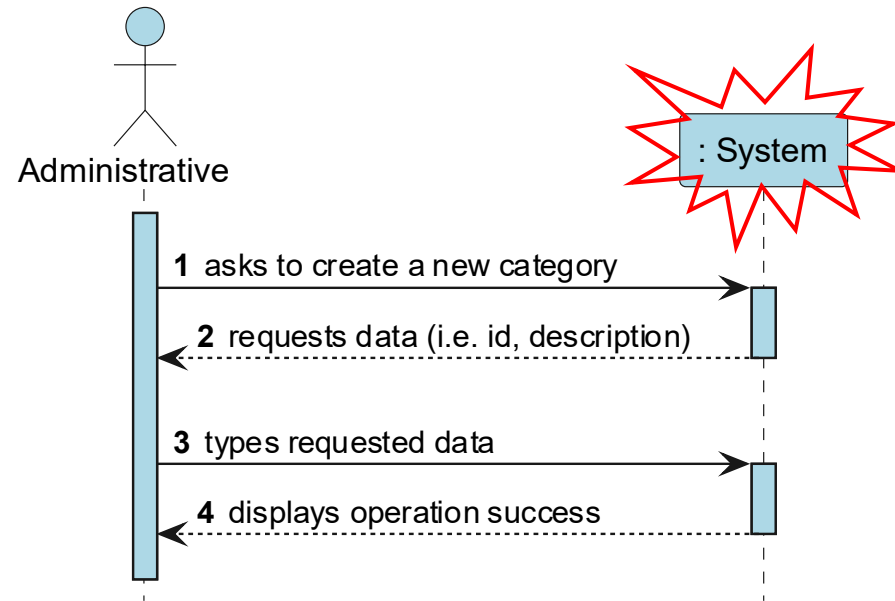 Administrative
: System
1 asks to create a new category
2 requests data (i.e. id, description)
3 types requested data
4 displays operation success